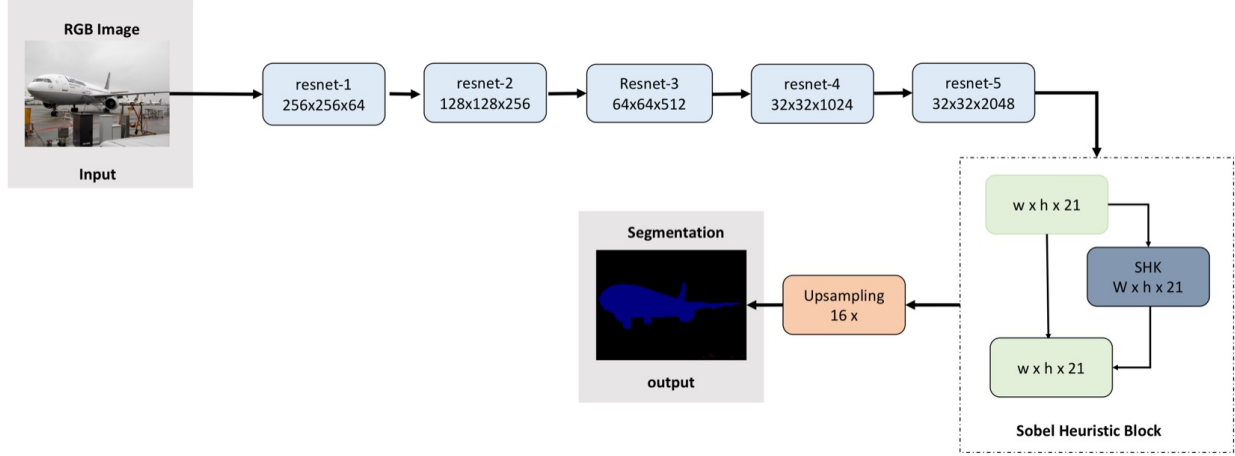 RGB Image
Input
resnet-1
256x256x64
resnet-2
128x128x256
Resnet-3
64x64x512
resnet-4
32x32x1024
resnet-5
32x32x2048
w x h x 21
SHK
W x h x 21
w x h x 21
Sobel Heuristic Block
Upsampling
16 x
Segmentation
output